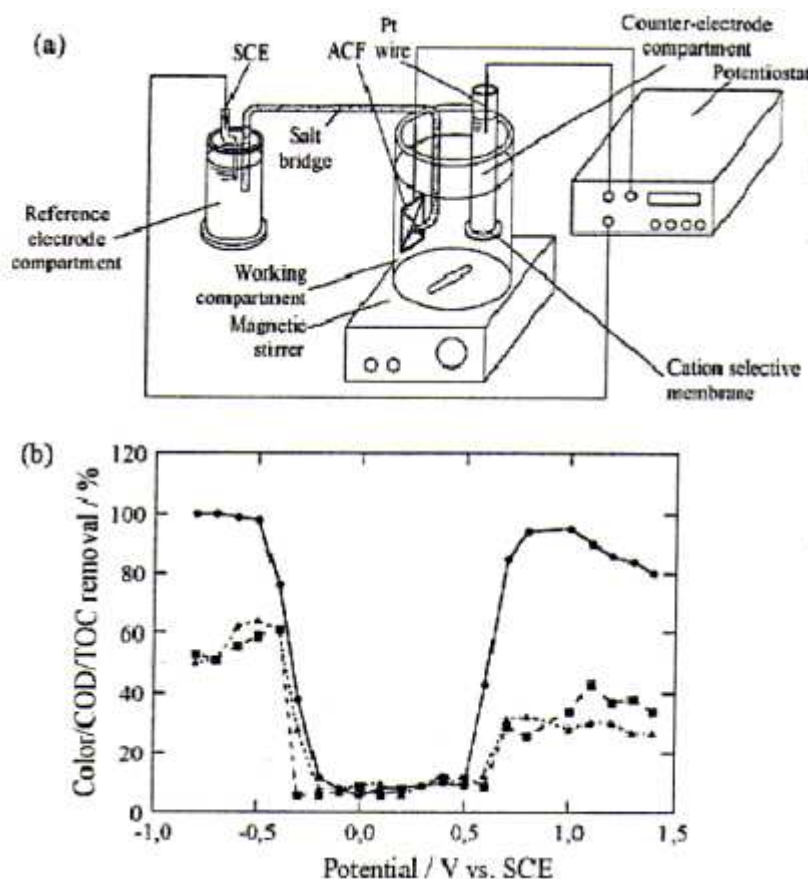 (a)
SCE
ACF
Pt
wire
Counter-electrode
compartment
Potentiostat
Salt
bridge
Reference
electrode
compartment
Working
compartment
Magnetic
stirrer
Cation selective
membrane
(b)
Color/COD/TOC removal / %
120
100
80
60
40
20
0
-1,0
-0,5
0,0
0,5
1,0
1,5
Potential / V vs. SCE